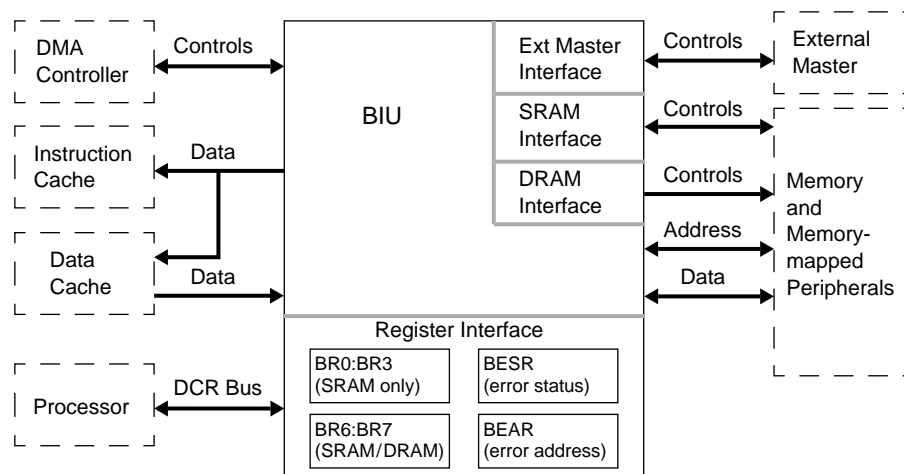 DMA
Controller
Controls
Instruction
Cache
Data
Data
Cache
Data
Processor
DCR Bus
BIU
Ext Master
Interface
SRAM
Interface
DRAM
Interface
Register Interface
BR0:BR3
(SRAM only)
BESR
(error status)
BR6:BR7
(SRAM/DRAM)
BEAR
(error address)
Controls
External
Master
Controls
Controls
Address
Data
Memory
and
Memory-
mapped
Peripherals